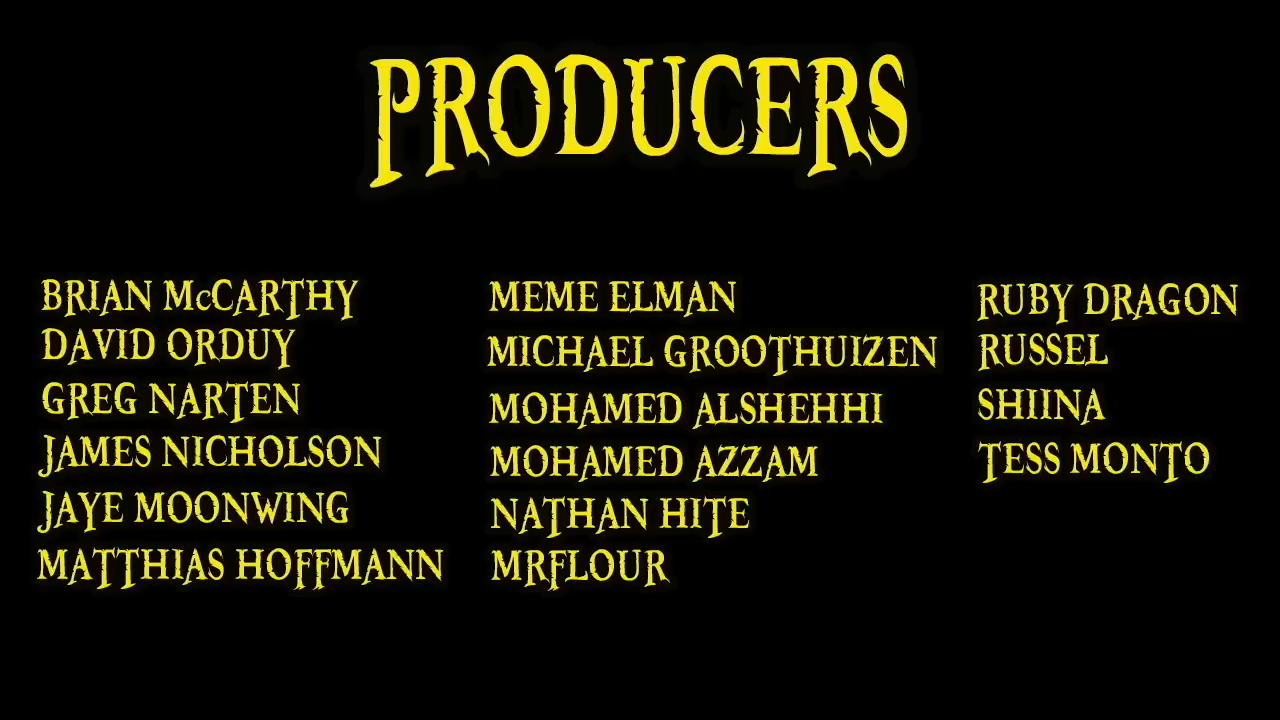 PRODUCERS
BRIAN McCARTHY
DAVID ORDUY
GREG NARTEN
JAMES NICHOLSON
JAYE MOONWING
MATTHIAS HOFFMANN
MEME ELMAN
MICHAEL GROOTHUIZEN
MOHAMED ALSHEHHI
MOHAMED AZZAM
NATHAN HITE
MRFLOUR
RUBY DRAGON
RUSSEL
SHIINA
TESS MONTO